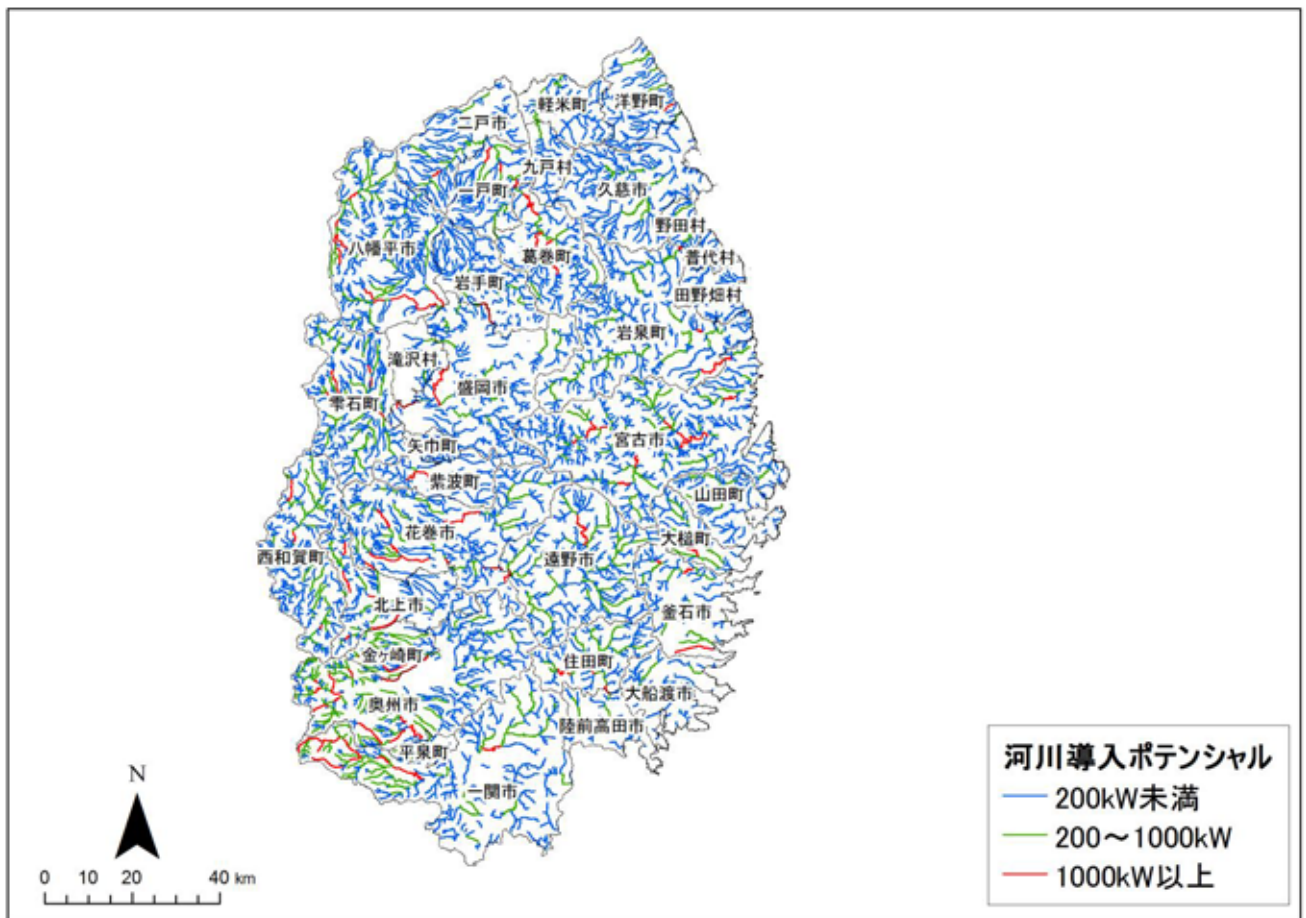 洋野町
軽米町
二戸市
九戸村
一戸町
久慈市
野田村
八幡平市
葛巻町
普代村
岩手町
田野畑村
岩泉町
滝沢村
盛岡市
雫石町
宮古市
矢巾町
紫波町
山田町
花巻市
大槌町
西和賀町
遠野市
北上市
釜石市
金ヶ崎町
住田町
大船渡市
奥州市
陸前高田市
平泉町
一関市
N
0 10 20 40 km
河川導入ポテンシャル
200kW未満
200～1000kW
1000kW以上